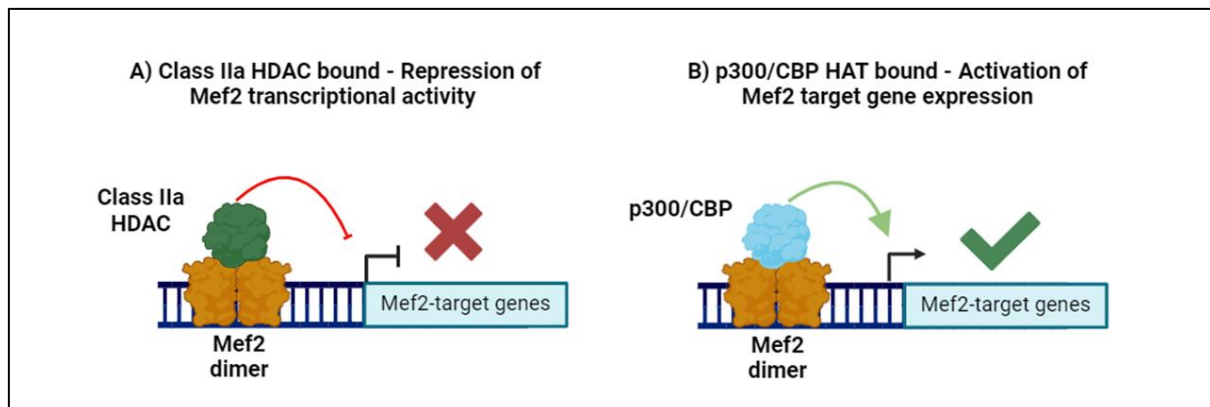 A) Class IIa HDAC bound - Repression of
Mef2 transcriptional activity
Class IIa
HDAC
Mef2-target genes
Mef2
dimer
B) p300/CBP HAT bound - Activation of
Mef2 target gene expression
p300/CBP
Mef2-target genes
Mef2
dimer